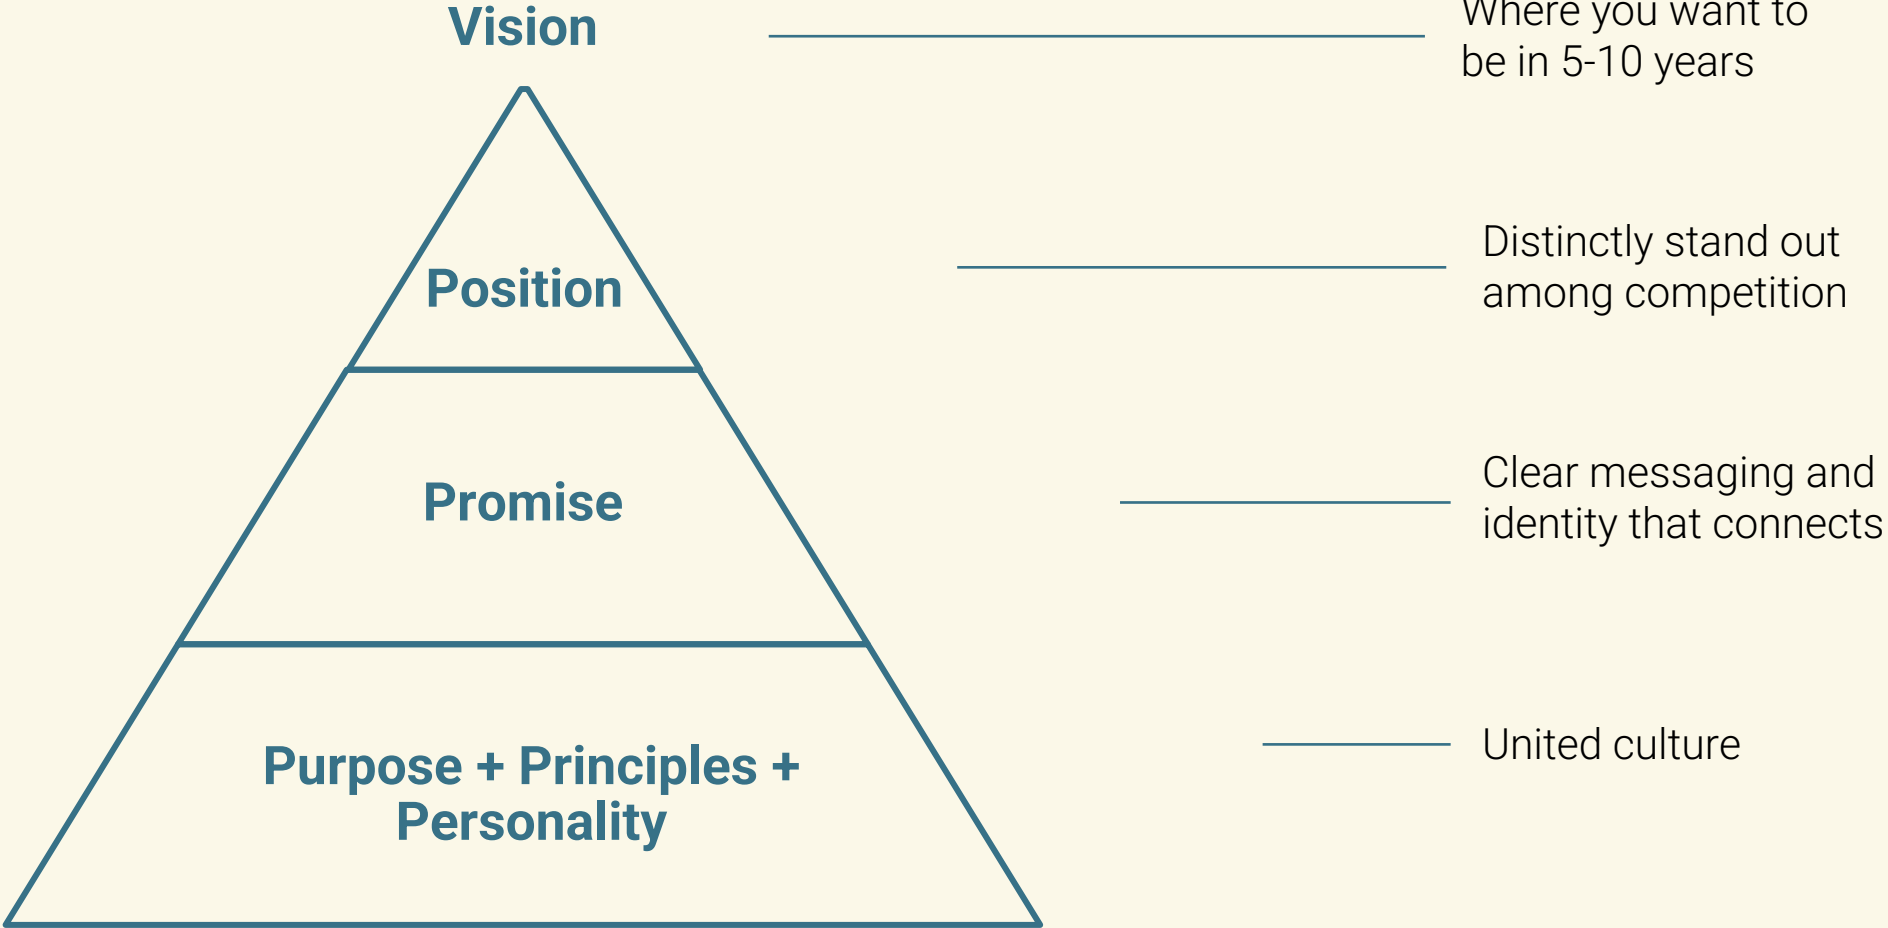 Vision
Where you want to
be in 5-10 years
Position
Distinctly stand out
among competition
Promise
Clear messaging and
identity that connects
Purpose + Principles +
Personality
United culture